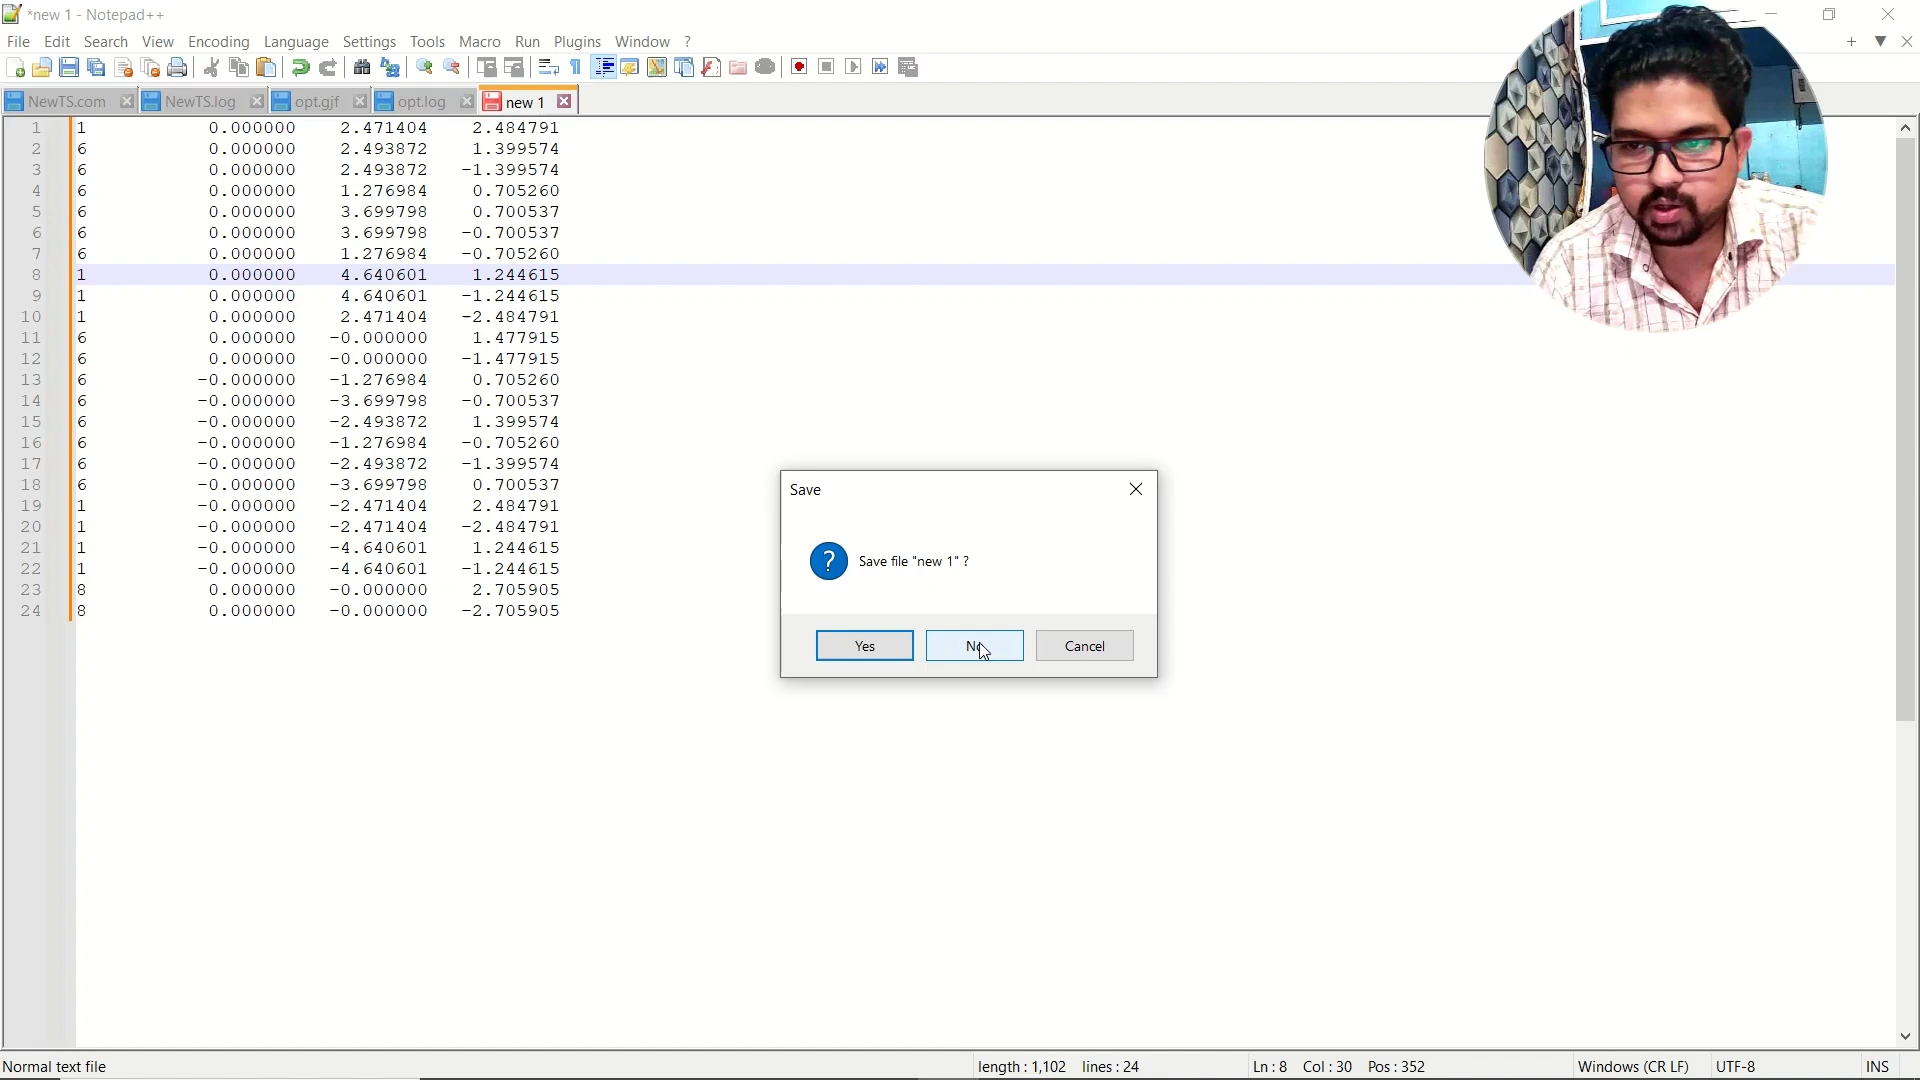 *new 1 - Notepad++
File Edit Search View Encoding Language Settings Tools Macro Run Plugins Window ?
NewTS.com NewTS.log opt.gjf opt.log new 1
1 1 0.000000 2.471404 2.484791
2 6 0.000000 2.493872 1.399574
3 6 0.000000 2.493872 -1.399574
4 6 0.000000 1.276984 0.705260
5 6 0.000000 3.699798 0.700537
6 6 0.000000 3.699798 -0.700537
7 6 0.000000 1.276984 -0.705260
8 1 0.000000 4.640601 1.244615
9 1 0.000000 4.640601 -1.244615
10 1 0.000000 2.471404 -2.484791
11 6 0.000000 -0.000000 1.477915
12 6 0.000000 -0.000000 -1.477915
13 6 -0.000000 -1.276984 0.705260
14 6 -0.000000 -3.699798 -0.700537
15 6 -0.000000 -2.493872 1.399574
16 6 -0.000000 -1.276984 -0.705260
17 6 -0.000000 -2.493872 -1.399574
18 6 -0.000000 -3.699798 0.700537
19 1 -0.000000 -2.471404 2.484791
20 1 -0.000000 -2.471404 -2.484791
21 1 -0.000000 -4.640601 1.244615
22 1 -0.000000 -4.640601 -1.244615
23 8 0.000000 -0.000000 2.705905
24 8 0.000000 -0.000000 -2.705905
Save
Save file "new 1" ?
Yes No Cancel
Normal text file length : 1,102 lines : 24 Ln : 8 Col : 30 Pos : 352 Windows (CR LF) UTF-8 INS